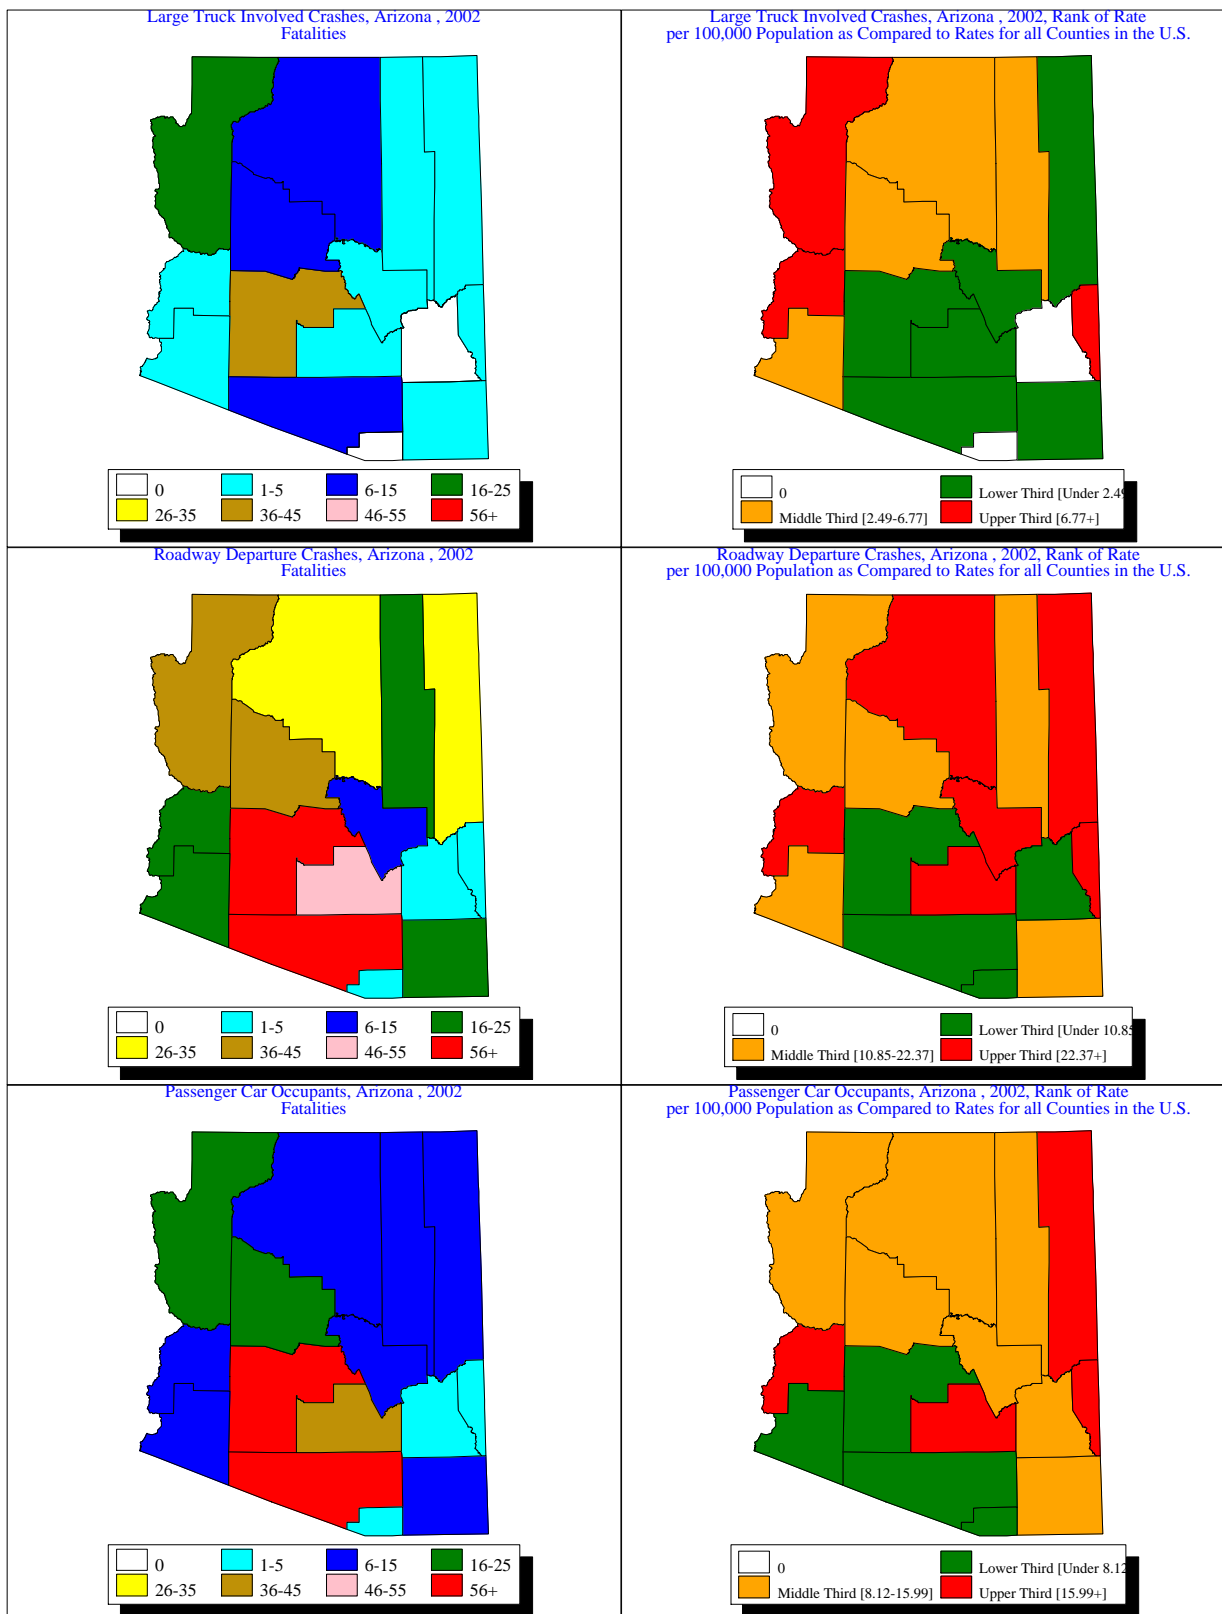 Large Truck Involved Crashes, Arizona , 2002
Fatalities
0
1-5
6-15
16-25
26-35
36-45
46-55
56+
Large Truck Involved Crashes, Arizona , 2002, Rank of Rate
per 100,000 Population as Compared to Rates for all Counties in the U.S.
0
Lower Third [Under 2.49
Middle Third [2.49-6.77]
Upper Third [6.77+]
Roadway Departure Crashes, Arizona , 2002
Fatalities
0
1-5
6-15
16-25
26-35
36-45
46-55
56+
Roadway Departure Crashes, Arizona , 2002, Rank of Rate
per 100,000 Population as Compared to Rates for all Counties in the U.S.
0
Lower Third [Under 10.85
Middle Third [10.85-22.37]
Upper Third [22.37+]
Passenger Car Occupants, Arizona , 2002
Fatalities
0
1-5
6-15
16-25
26-35
36-45
46-55
56+
Passenger Car Occupants, Arizona , 2002, Rank of Rate
per 100,000 Population as Compared to Rates for all Counties in the U.S.
0
Lower Third [Under 8.12
Middle Third [8.12-15.99]
Upper Third [15.99+]